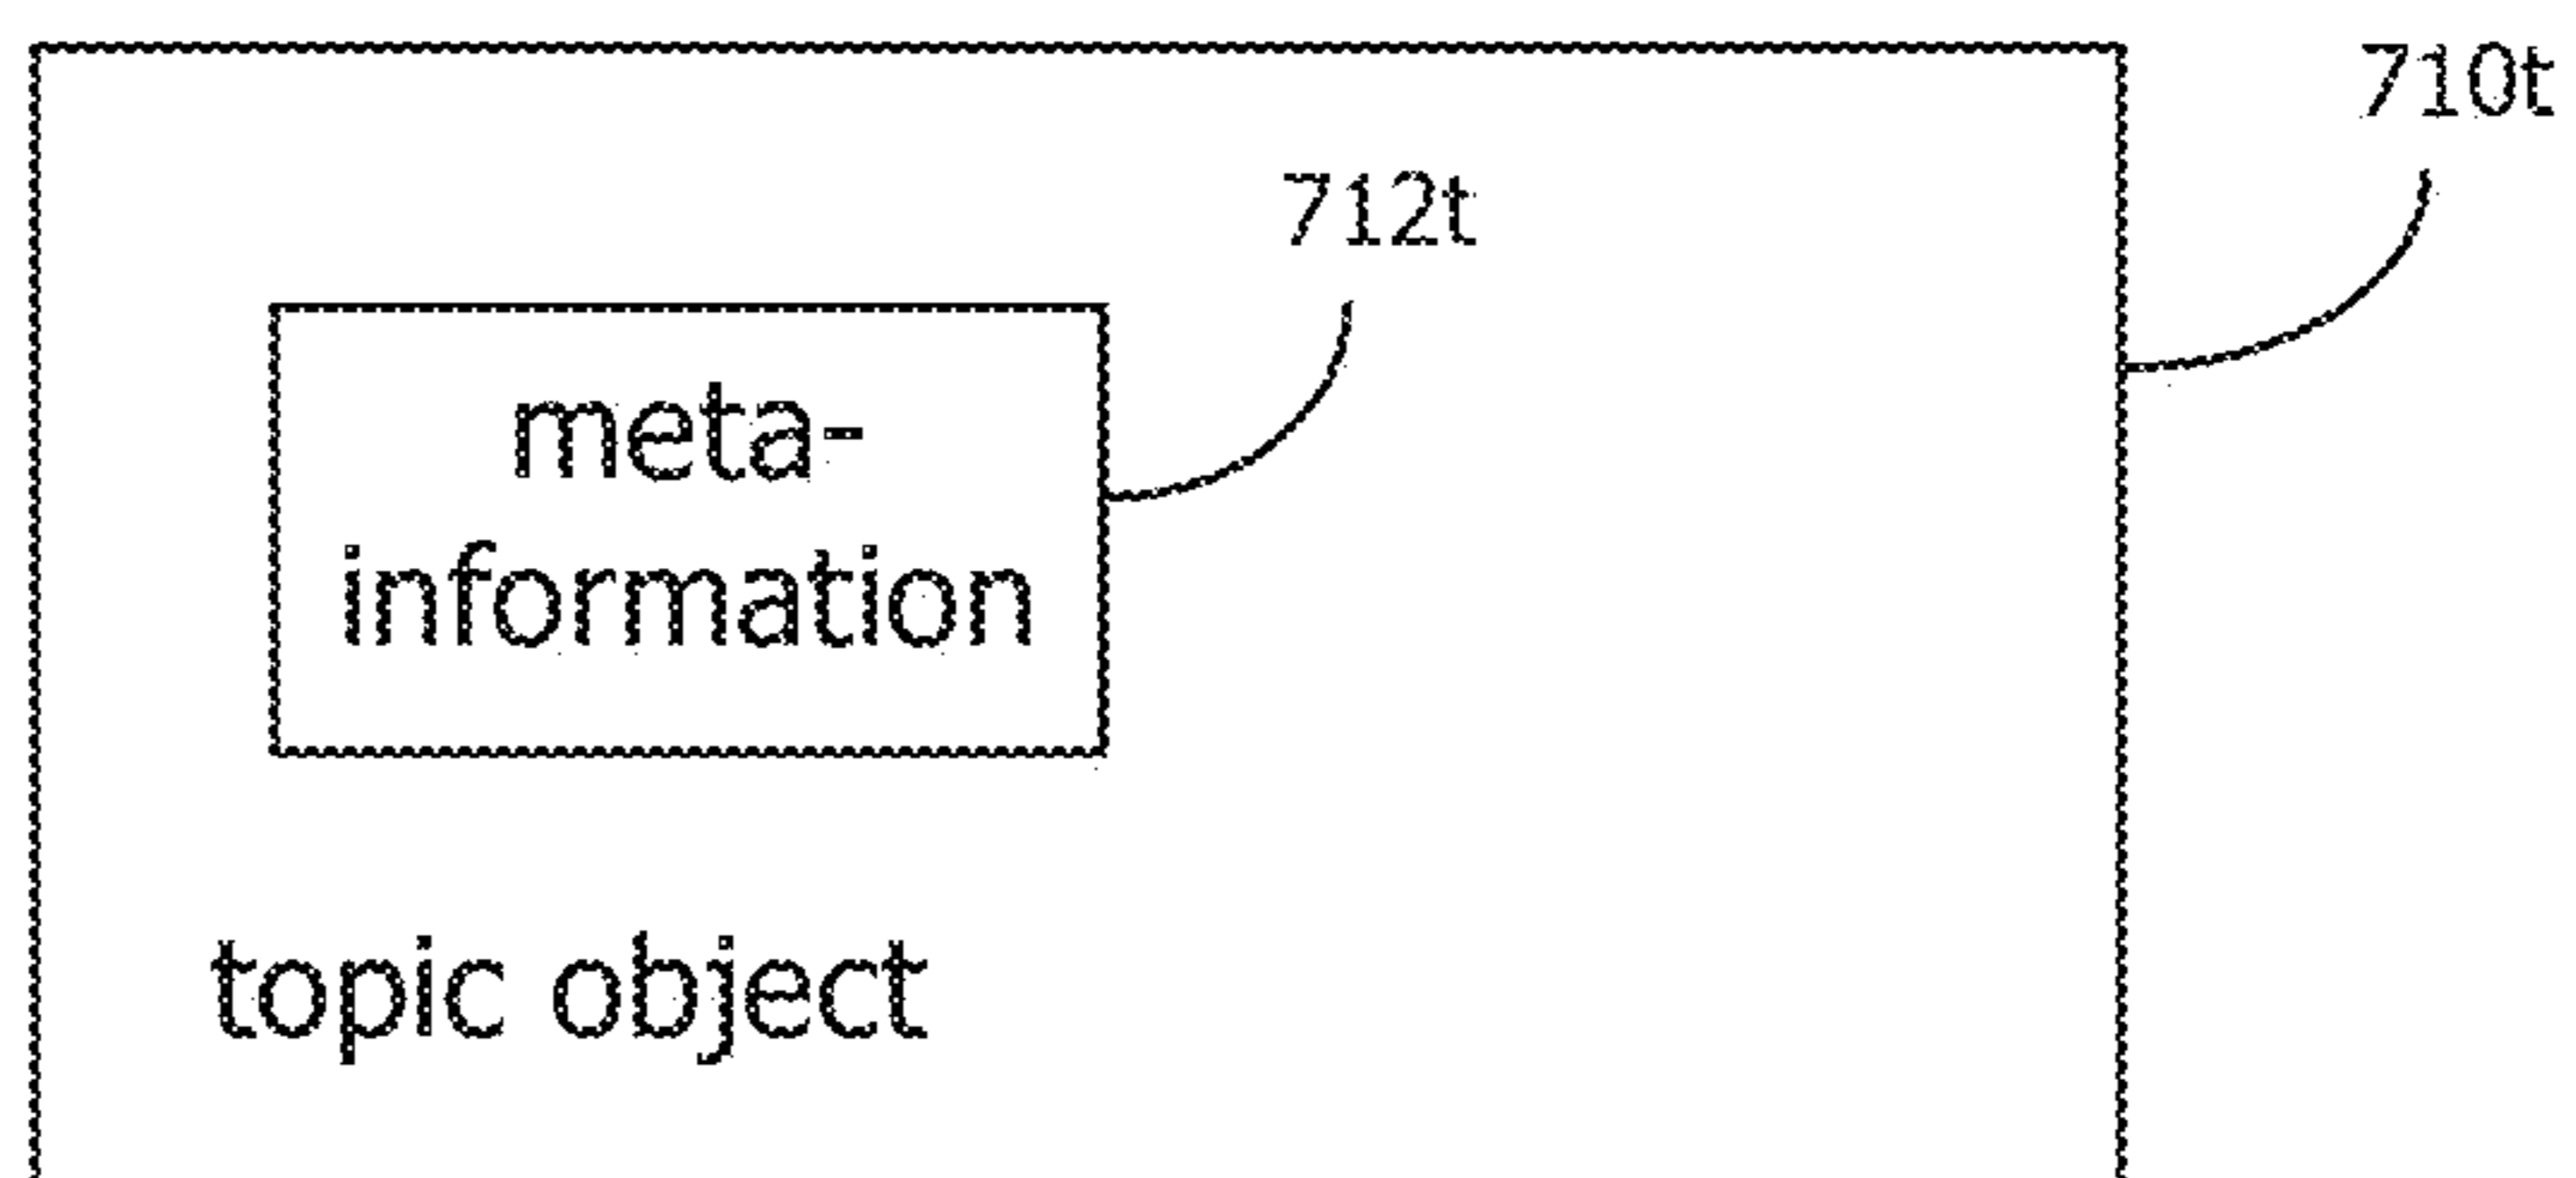 710t
712t
meta-
information
topic object